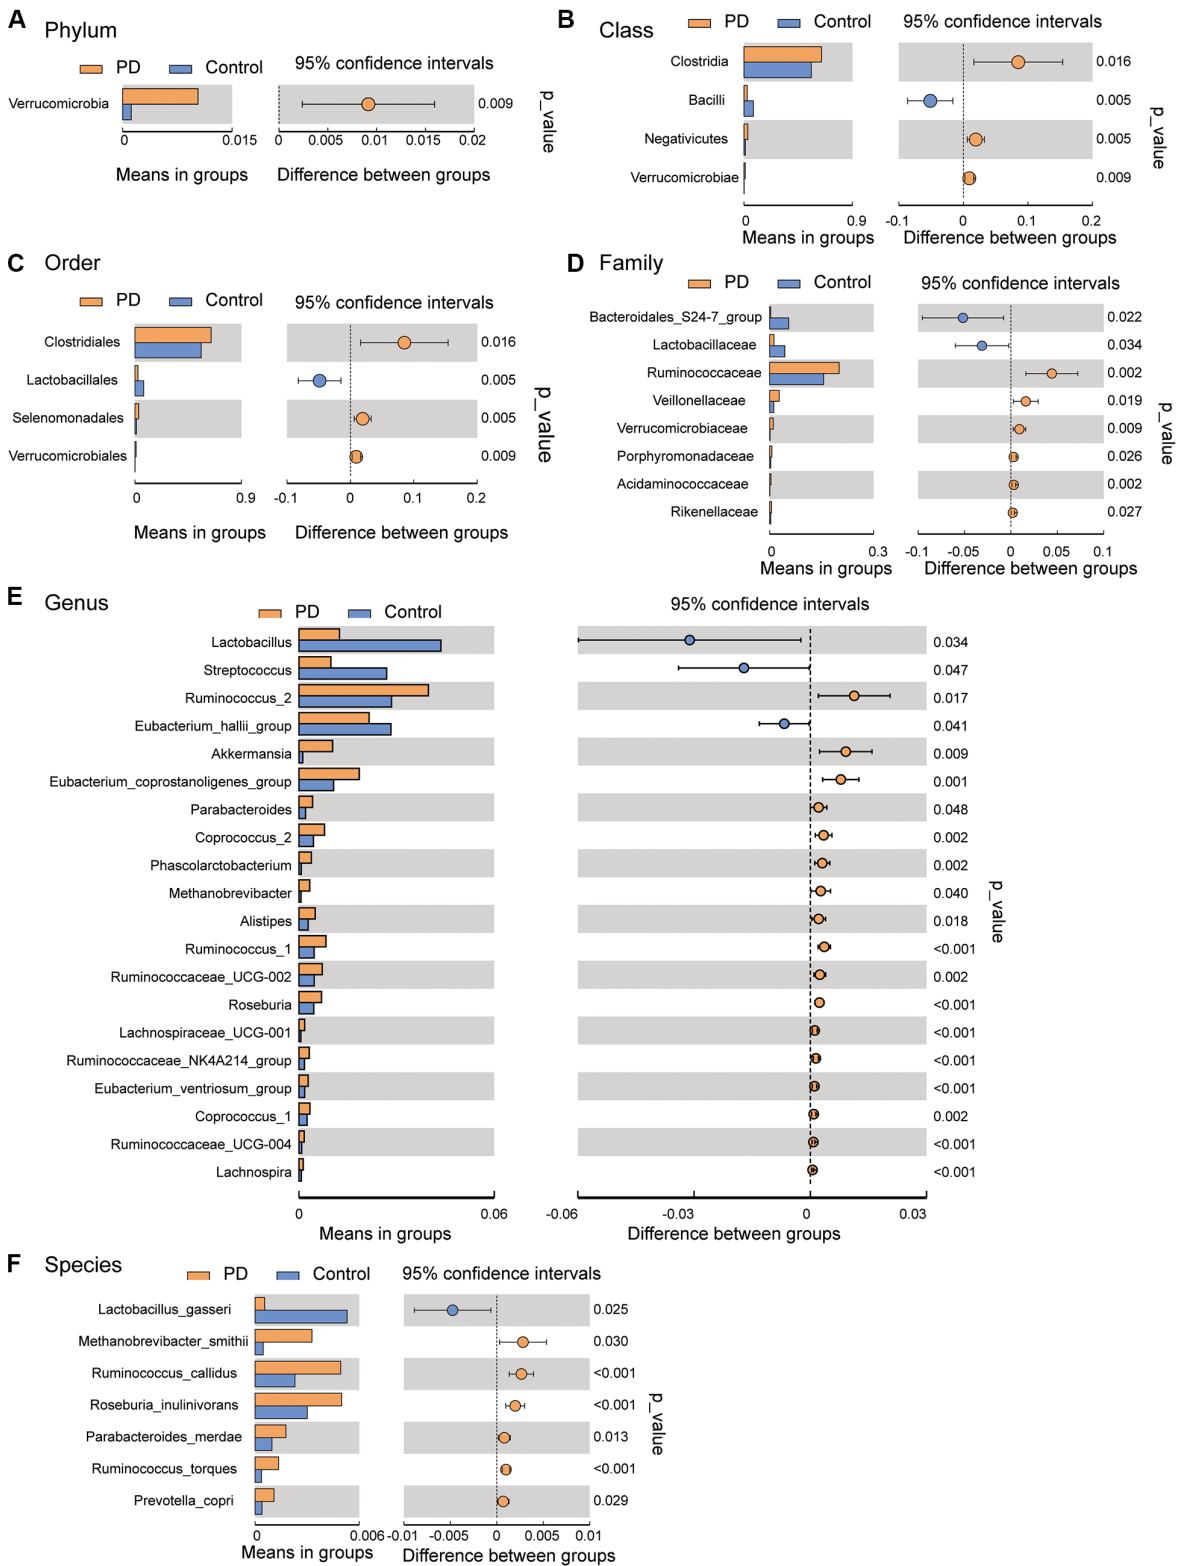 A Phylum
PD Control
95% confidence intervals
Verrucomicrobia 0.009
p_value
0 0.015 0 0.005 0.01 0.015 0.02
Means in groups Difference between groups
B Class
PD Control
95% confidence intervals
Clostridia 0.016
Bacilli 0.005
Negativicutes 0.005
Verrucomicrobiae 0.009
p_value
0 0.9 -0.1 0 0.1 0.2
Means in groups Difference between groups
C Order
PD Control
95% confidence intervals
Clostridiales 0.016
Lactobacillales 0.005
Selenomonadales 0.005
Verrucomicrobiales 0.009
p_value
0 0.9 -0.1 0 0.1 0.2
Means in groups Difference between groups
D Family
PD Control
95% confidence intervals
Bacteroidales_S24-7_group 0.022
Lactobacillaceae 0.034
Ruminococcaceae 0.002
Veillonellaceae 0.019
Verrucomicrobiaceae 0.009
Porphyromonadaceae 0.026
Acidaminococcaceae 0.002
Rikenellaceae 0.027
p_value
0 0.3 -0.1 -0.05 0 0.05 0.1
Means in groups Difference between groups
E Genus
PD Control
95% confidence intervals
Lactobacillus 0.034
Streptococcus 0.047
Ruminococcus_2 0.017
Eubacterium_hallii_group 0.041
Akkermansia 0.009
Eubacterium_coprostanoligenes_group 0.001
Parabacteroides 0.048
Coprococcus_2 0.002
Phascolarctobacterium 0.002
Methanobrevibacter 0.040
Alistipes 0.018
Ruminococcus_1 <0.001
Ruminococcaceae_UCG-002 0.002
Roseburia <0.001
Lachnospiraceae_UCG-001 <0.001
Ruminococcaceae_NK4A214_group <0.001
Eubacterium_ventriosum_group <0.001
Coprococcus_1 0.002
Ruminococcaceae_UCG-004 <0.001
Lachnospira <0.001
p_value
0 0.06 -0.06 -0.03 0 0.03
Means in groups Difference between groups
F Species
PD Control
95% confidence intervals
Lactobacillus_gasseri 0.025
Methanobrevibacter_smithii 0.030
Ruminococcus_callidus <0.001
Roseburia_inulinivorans <0.001
Parabacteroides_merdae 0.013
Ruminococcus_torques <0.001
Prevotella_copri 0.029
p_value
0 0.006 -0.01 -0.005 0 0.005 0.01
Means in groups Difference between groups